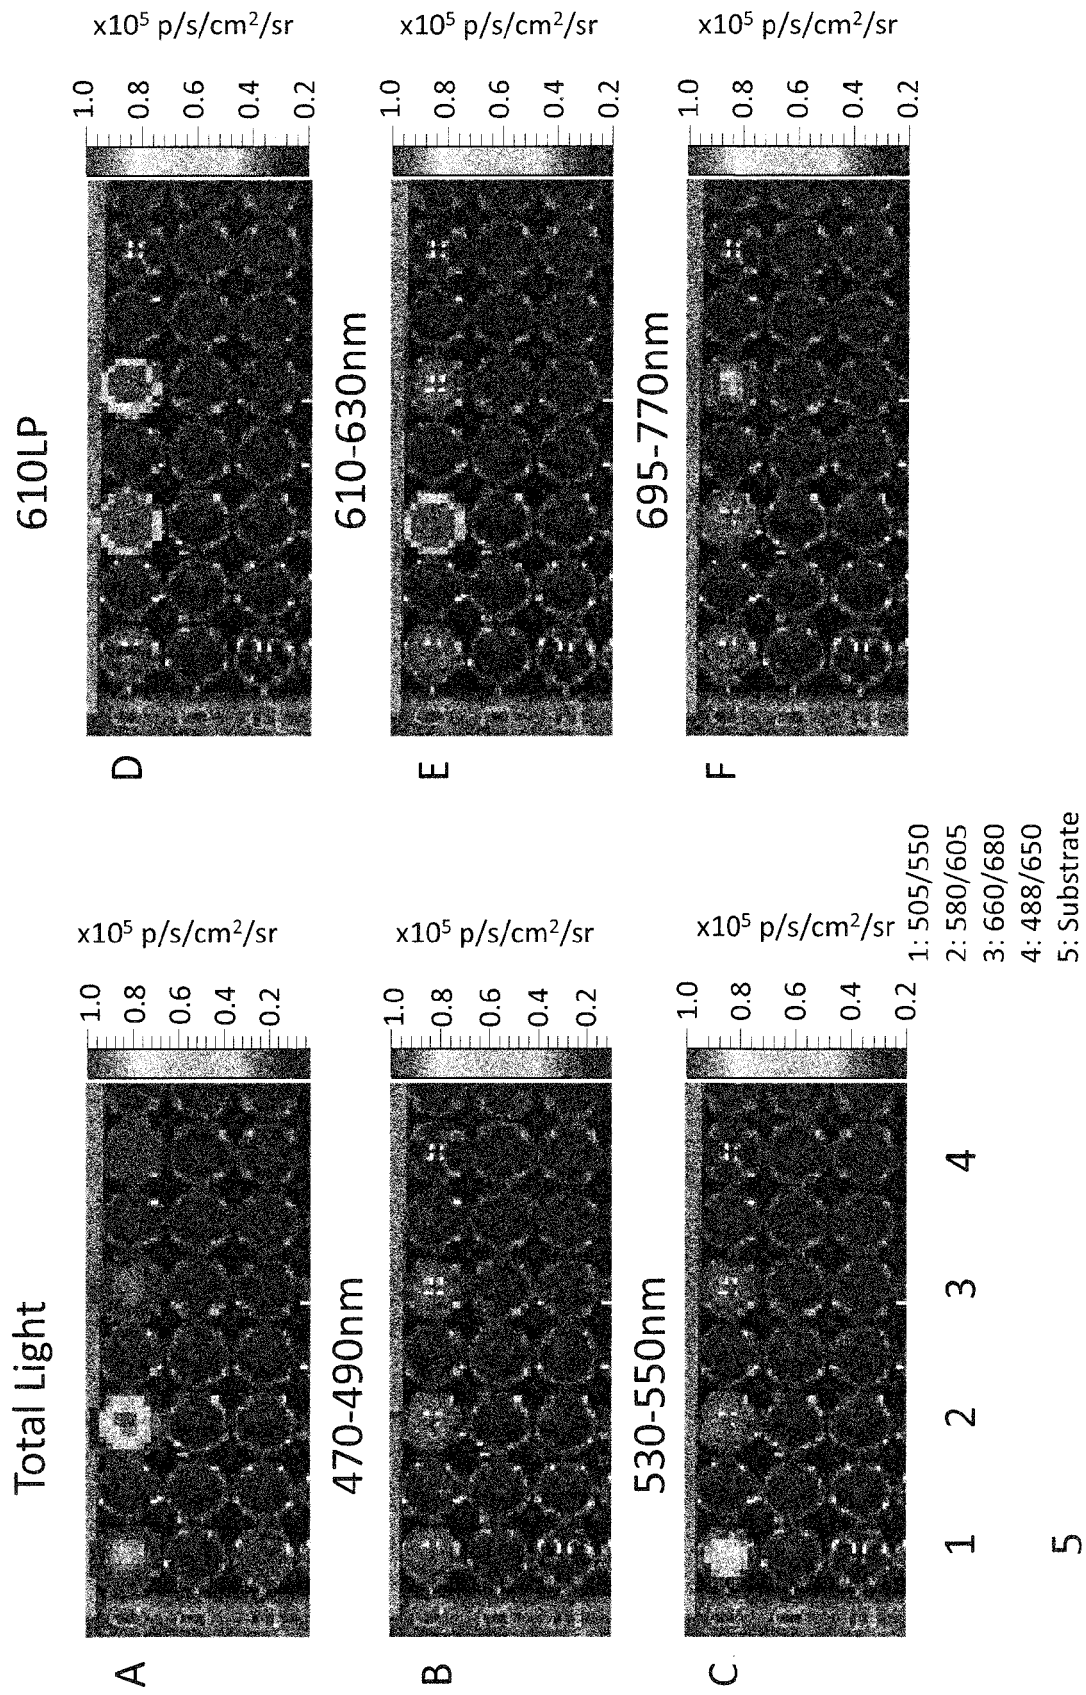 Total Light
A
x10⁵ p/s/cm²/sr
1.0
0.8
0.6
0.4
0.2
470-490nm
B
x10⁵ p/s/cm²/sr
1.0
0.8
0.6
0.4
0.2
530-550nm
C
x10⁵ p/s/cm²/sr
1.0
0.8
0.6
0.4
0.2
1 2 3 4
5
1: 505/550
2: 580/605
3: 660/680
4: 488/650
5: Substrate
610LP
D
x10⁵ p/s/cm²/sr
1.0
0.8
0.6
0.4
0.2
610-630nm
E
x10⁵ p/s/cm²/sr
1.0
0.8
0.6
0.4
0.2
695-770nm
F
x10⁵ p/s/cm²/sr
1.0
0.8
0.6
0.4
0.2